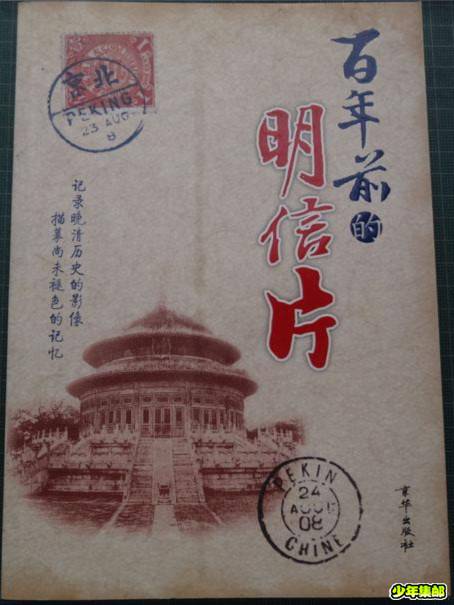 百年前的
明信片
记录晚清历史的影像
描摹尚未褪色的记忆
北京
PEKING
23 AUG
8
1
PEKIN
24
AOUT
08
CHINE
京华出版社
少年集邮